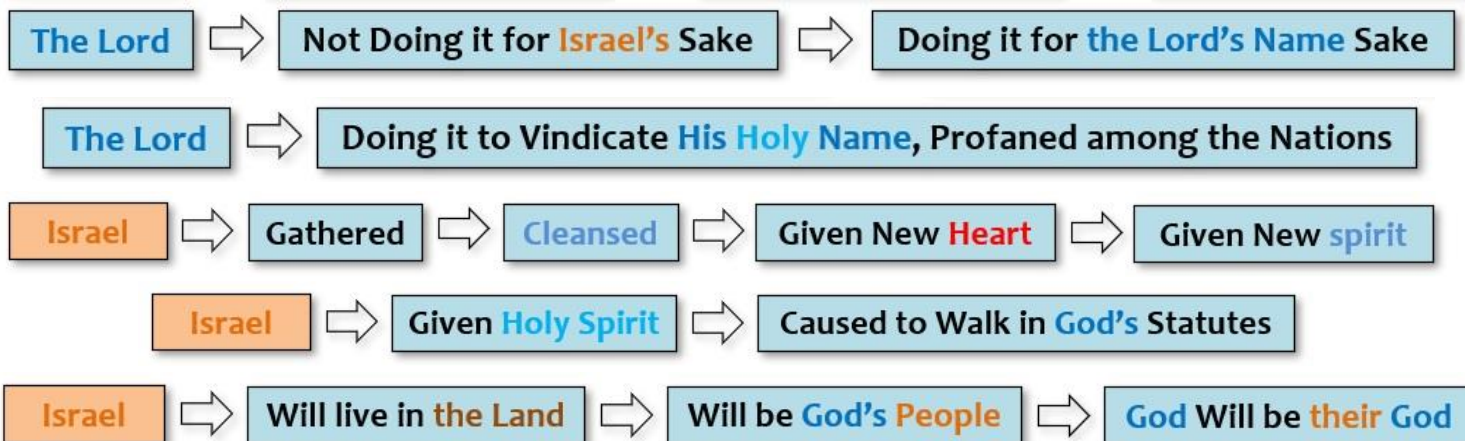 The Lord Not Doing it for Israel's Sake Doing it for the Lord's Name Sake
The Lord Doing it to Vindicate His Holy Name, Profaned among the Nations
Israel Gathered Cleansed Given New Heart Given New spirit
Israel Given Holy Spirit Caused to Walk in God's Statutes
Israel Will live in the Land Will be God's People God Will be their God